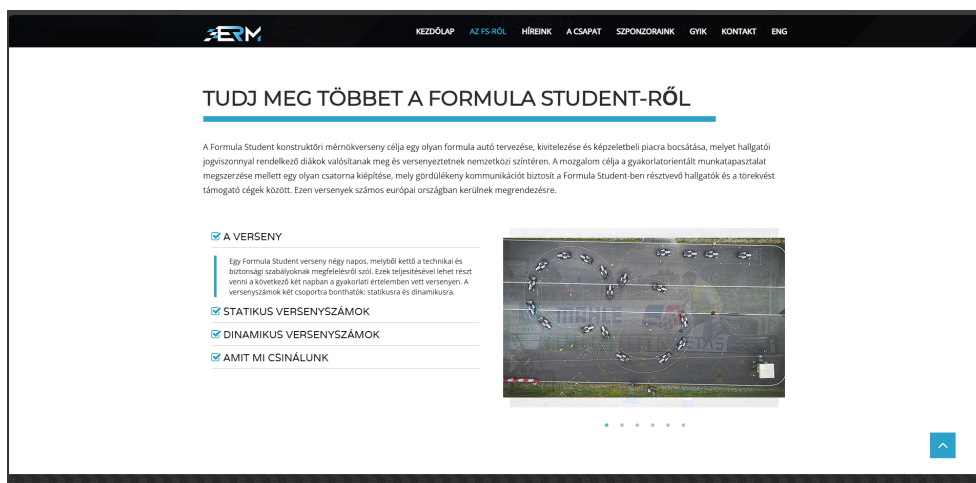 ERM
KEZDŐLAP AZ FS-RŐL HÍREINK A CSAPAT SZPONZORAINK GYIK KONTAKT ENG
TUDJ MEG TÖBBET A FORMULA STUDENT-RŐL
A Formula Student konstruktőri mérnökverseny célja egy olyan formula autó tervezése, kivitelezése és képzeletbeli piacra bocsátása, melyet hallgatói
jogviszonnyal rendelkező diákok valósítanak meg és versenyeztetnek nemzetközi színtéren. A mozgalom célja a gyakorlatorientált munkatapasztalat
megszerzése mellett egy olyan csatorna kiépítése, mely gördülékeny kommunikációt biztosít a Formula Student-ben résztvevő hallgatók és a törekvést
támogató cégek között. Ezen versenyek számos európai országban kerülnek megrendezésre.
A VERSENY
Egy Formula Student verseny négy napos, melyből kettő a technikai és
biztonsági szabályoknak megfelelésről szól. Ezek teljesítésével lehet részt
venni a következő két napban a gyakorlati értelemben vett versenyen. A
versenyszámok két csoportra bonthatók: statikusra és dinamikusra.
STATIKUS VERSENYSZÁMOK
DINAMIKUS VERSENYSZÁMOK
AMIT MI CSINÁLUNK
MAHLE